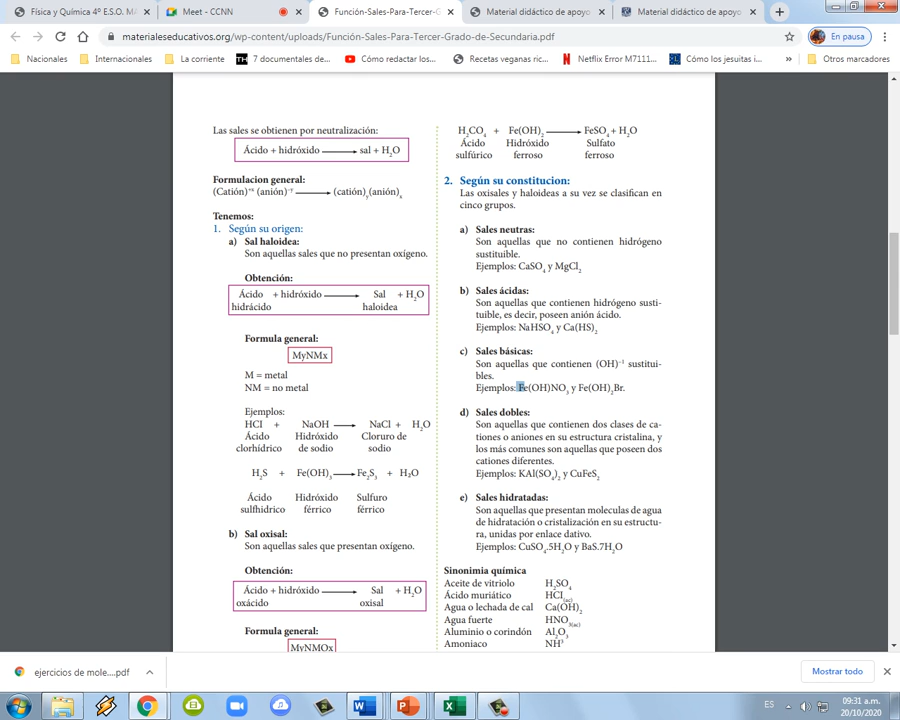 Física y Química 4º E.S.O. MA
Meet - CCNN
Función-Sales-Para-Tercer-G
Material didáctico de apoyo
Material didáctico de apoyo
materialeseducativos.org/wp-content/uploads/Función-Sales-Para-Tercer-Grado-de-Secundaria.pdf
En pausa
Nacionales
Internacionales
La corriente
7 documentales de...
Cómo redactar los...
Recetas veganas ric...
Netflix Error M7111...
Cómo los jesuitas i...
»
Otros marcadores
Las sales se obtienen por neutralización:
Ácido + hidróxido ⟶ sal + H₂O
Formulacion general:
(Catión)⁺ˣ (anión)⁻ʸ ⟶ (catión)y(anión)x
Tenemos:
1. Según su origen:
a) Sal haloidea:
Son aquellas sales que no presentan oxígeno.
Obtención:
Ácido + hidróxido ⟶ Sal + H₂O
hidrácido haloidea
Formula general:
MyNMx
M = metal
NM = no metal
Ejemplos:
HCI + NaOH ⟶ NaCl + H₂O
Ácido Hidróxido Cloruro de
clorhídrico de sodio sodio
H₂S + Fe(OH)₃ ⟶ Fe₂S₃ + H₂O
Ácido Hidróxido Sulfuro
sulfhidrico férrico férrico
b) Sal oxisal:
Son aquellas sales que presentan oxígeno.
Obtención:
Ácido + hidróxido ⟶ Sal + H₂O
oxácido oxisal
Formula general:
MyNMOx
H₂CO₄ + Fe(OH)₂ ⟶ FeSO₄ + H₂O
Ácido Hidróxido Sulfato
sulfúrico ferroso ferroso
2. Según su constitucion:
Las oxisales y haloideas a su vez se clasifican en
cinco grupos.
a) Sales neutras:
Son aquellas que no contienen hidrógeno
sustituible.
Ejemplos: CaSO₄ y MgCl₂
b) Sales ácidas:
Son aquellas que contienen hidrógeno susti-
tuible, es decir, poseen anión ácido.
Ejemplos: NaHSO₄ y Ca(HS)₂
c) Sales básicas:
Son aquellas que contienen (OH)⁻¹ sustitui-
bles.
Ejemplos: Fe(OH)NO₃ y Fe(OH)₂Br.
d) Sales dobles:
Son aquellas que contienen dos clases de ca-
tiones o aniones en su estructura cristalina, y
los más comunes son aquellas que poseen dos
cationes diferentes.
Ejemplos: KAl(SO₄)₂ y CuFeS₂
e) Sales hidratadas:
Son aquellas que presentan moleculas de agua
de hidratación o cristalización en su estructu-
ra, unidas por enlace dativo.
Ejemplos: CuSO₄.5H₂O y BaS.7H₂O
Sinonimia química
Aceite de vitriolo H₂SO₄
Ácido muriático HCI(ac)
Agua o lechada de cal Ca(OH)₂
Agua fuerte HNO₃(ac)
Aluminio o corindón Al₂O₃
Amoniaco NH³
ejercicios de mole....pdf
Mostrar todo
ES
09:31 a.m.
20/10/2020